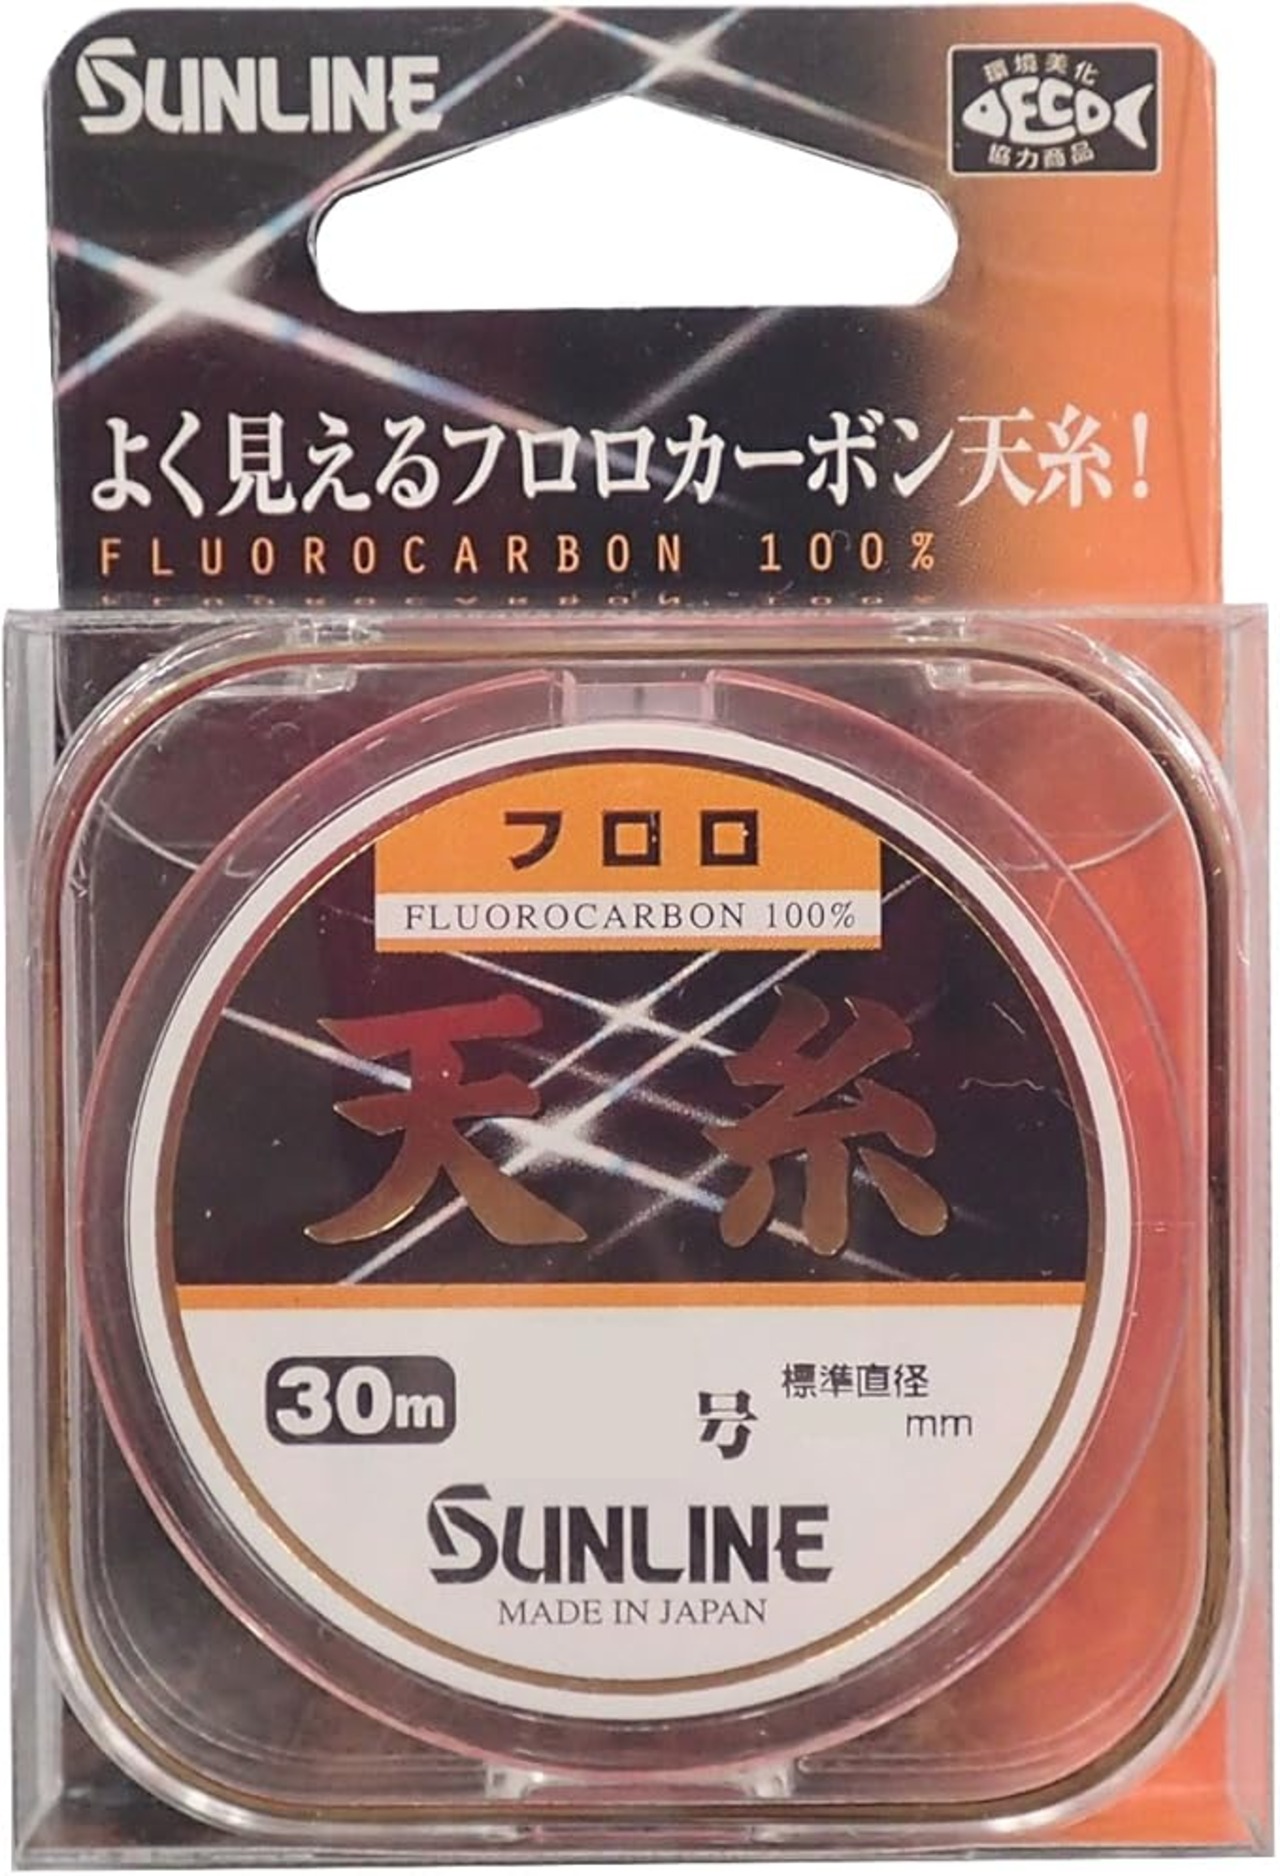 SUNLINE
環境美化
ECO
協力商品
よく見えるフロロカーボン天糸!
FLUOROCARBON 100%
フロロ
FLUOROCARBON 100%
天糸
30m
号
標準直径
mm
SUNLINE
MADE IN JAPAN